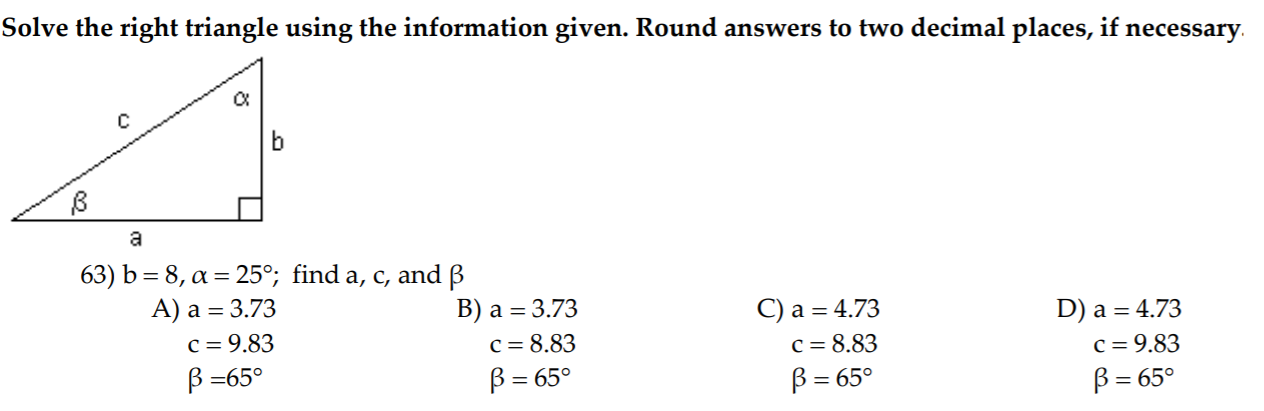 Solve the right triangle using the information given. Round answers to two decimal places, if necessary.
α
c
b
β
a
63) b = 8, α = 25°; find a, c, and β
A) a = 3.73 B) a = 3.73 C) a = 4.73 D) a = 4.73
c = 9.83 c = 8.83 c = 8.83 c = 9.83
β =65° β = 65° β = 65° β = 65°